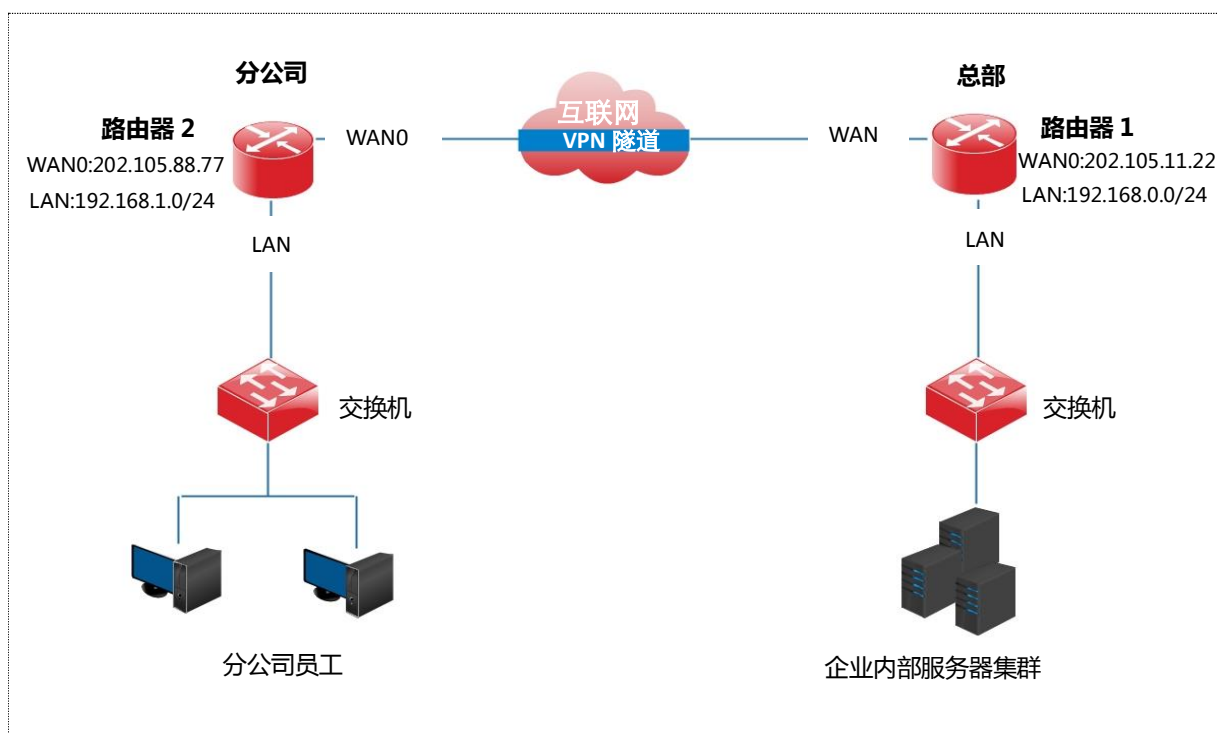 分公司
总部
路由器 2
WAN0:202.105.88.77
LAN:192.168.1.0/24
WAN0
互联网
VPN 隧道
WAN
路由器 1
WAN0:202.105.11.22
LAN:192.168.0.0/24
LAN
LAN
交换机
交换机
分公司员工
企业内部服务器集群